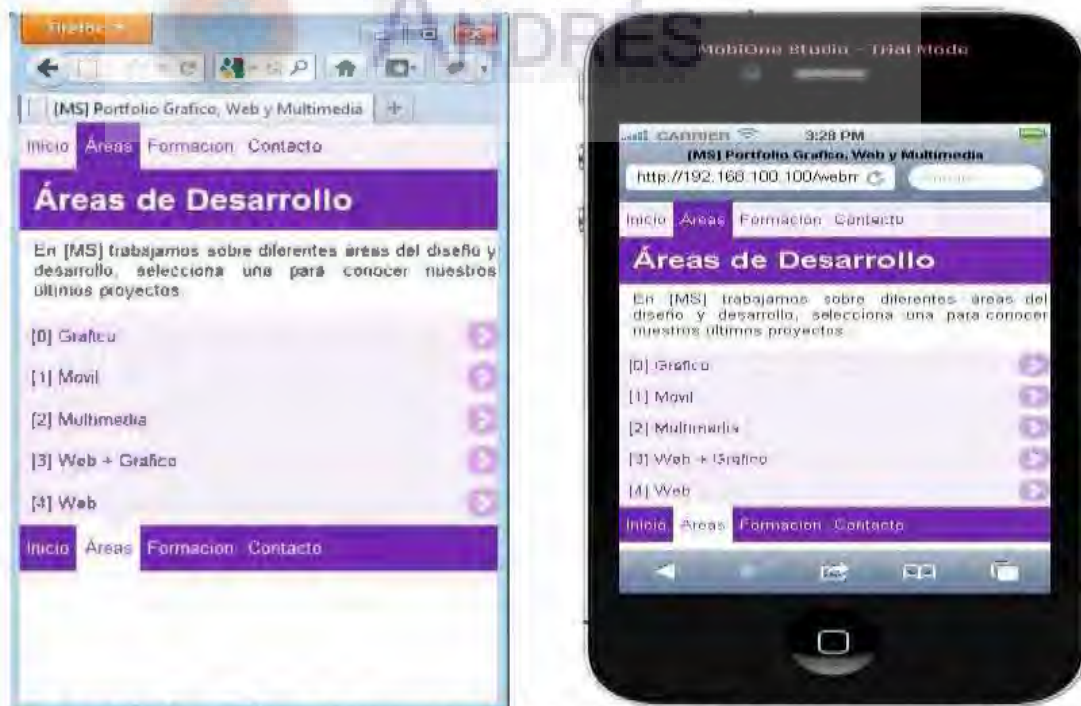 ANDRÉS
Firefox
[MS] Portfolio Grafico, Web y Multimedia
Inicio Áreas Formacion Contacto
Áreas de Desarrollo
En [MS] trabajamos sobre diferentes áreas del diseño y
desarrollo, selecciona una para conocer nuestros
últimos proyectos
[0] Grafico
[1] Movil
[2] Multimedia
[3] Web + Grafico
[4] Web
Inicio Áreas Formacion Contacto
MobiOne Studio - Trial Mode
CARRIER 3:28 PM
[MS] Portfolio Grafico, Web y Multimedia
http://192.168.100.100/webm
Inicio Áreas Formacion Contacto
Áreas de Desarrollo
En [MS] trabajamos sobre diferentes áreas del
diseño y desarrollo, selecciona una para conocer
nuestros últimos proyectos
[0] Grafico
[1] Movil
[2] Multimedia
[3] Web + Grafico
[4] Web
Inicio Áreas Formacion Contacto